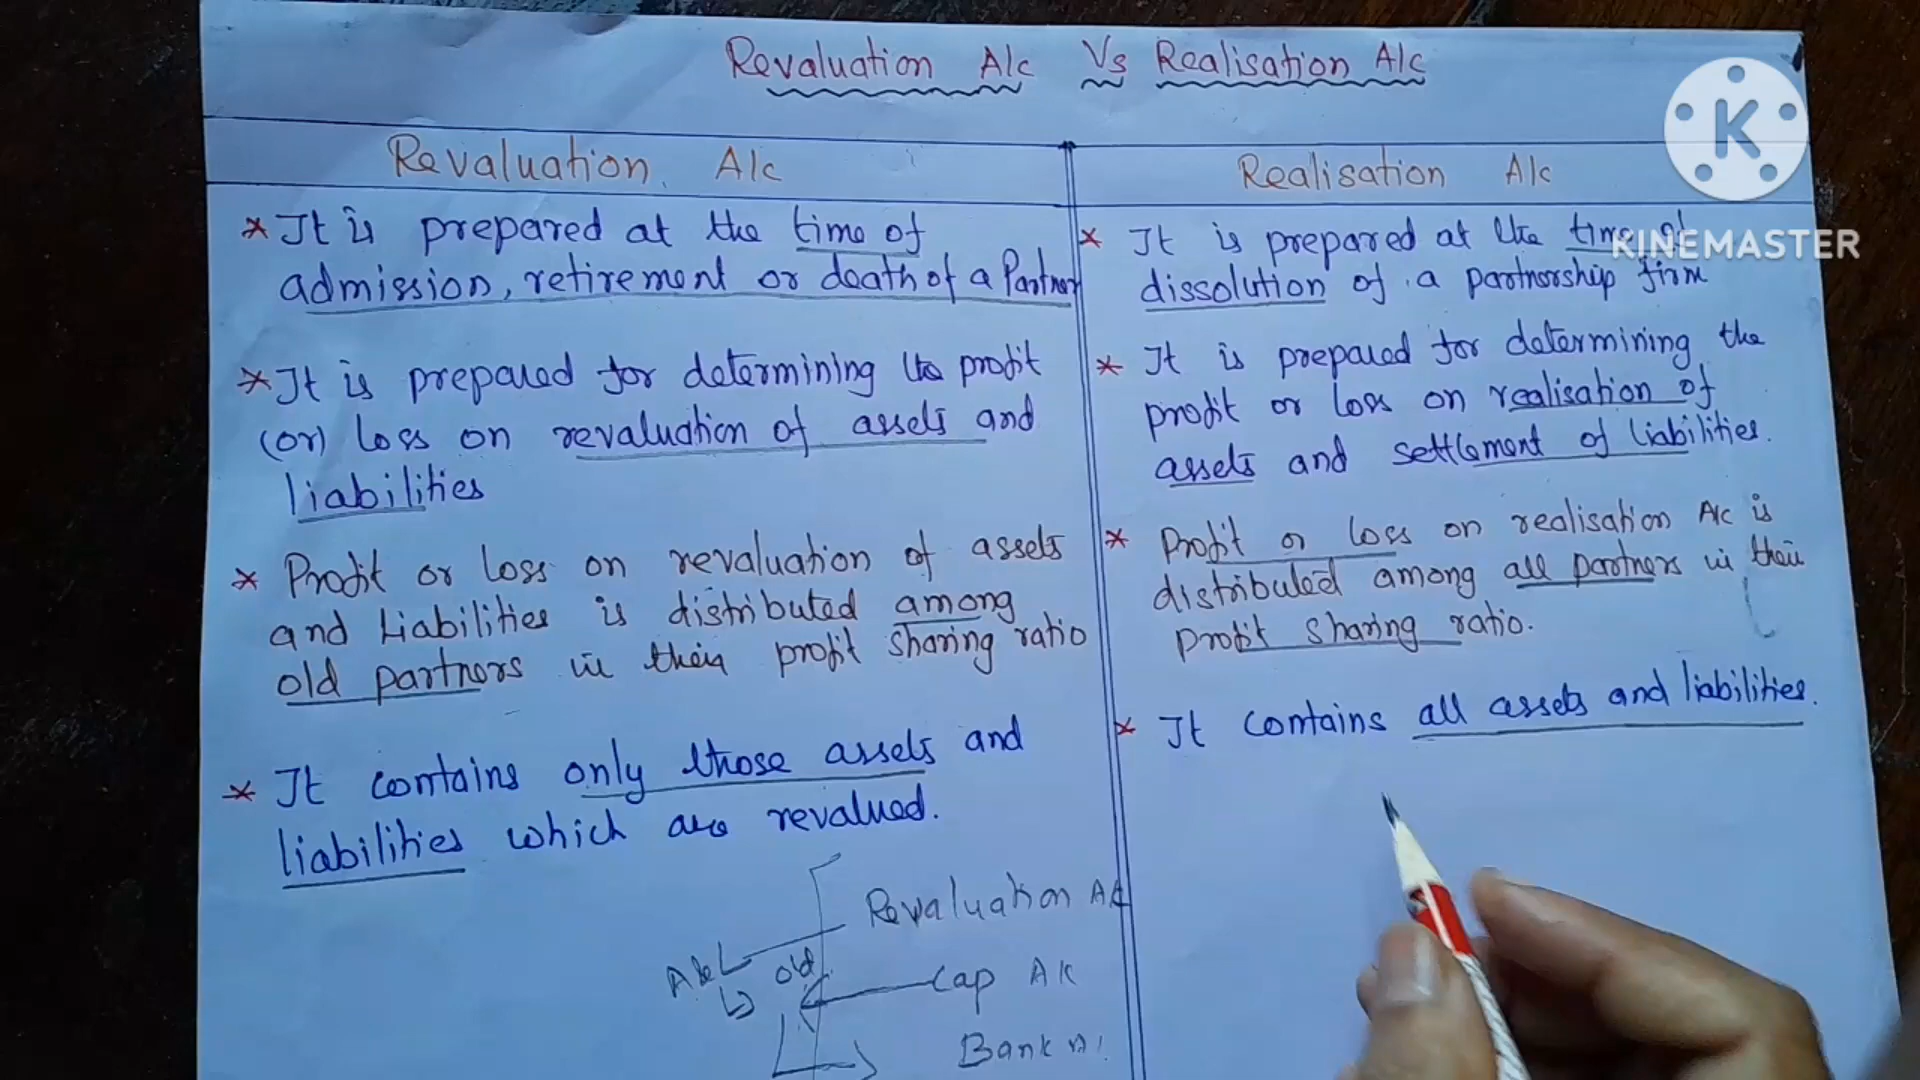 Revaluation A/c Vs Realisation A/c
Revaluation A/c
Realisation A/c
* It is prepared at the time of
admission, retirement or death of a Partner
* It is prepared for determining the profit
(or) Loss on revaluation of assets and
liabilities
* Profit or Loss on revaluation of assets
and Liabilities is distributed among
old partners in their profit sharing ratio
* It contains only those assets and
liabilities which are revalued.
* It is prepared at the time of
dissolution of a partnership firm
* It is prepared for determining the
profit or loss on realisation of
assets and settlement of liabilities.
* Profit or loss on realisation A/c is
distributed among all partners in their
profit sharing ratio.
* It contains all assets and liabilities.
Revaluation A/c
old
Cap A/c
Bank A/
K
KINEMASTER